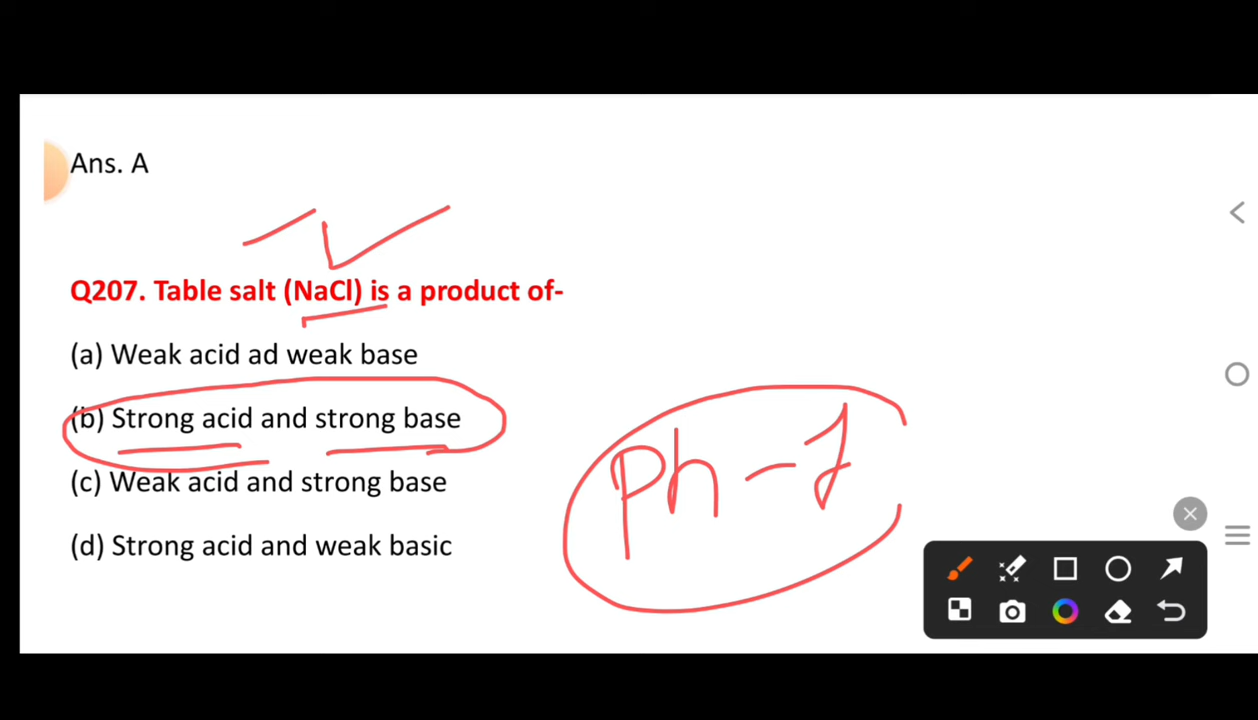 Ans. A
Q207. Table salt (NaCl) is a product of-
(a) Weak acid ad weak base
(b) Strong acid and strong base
(c) Weak acid and strong base
(d) Strong acid and weak basic
Ph - 7